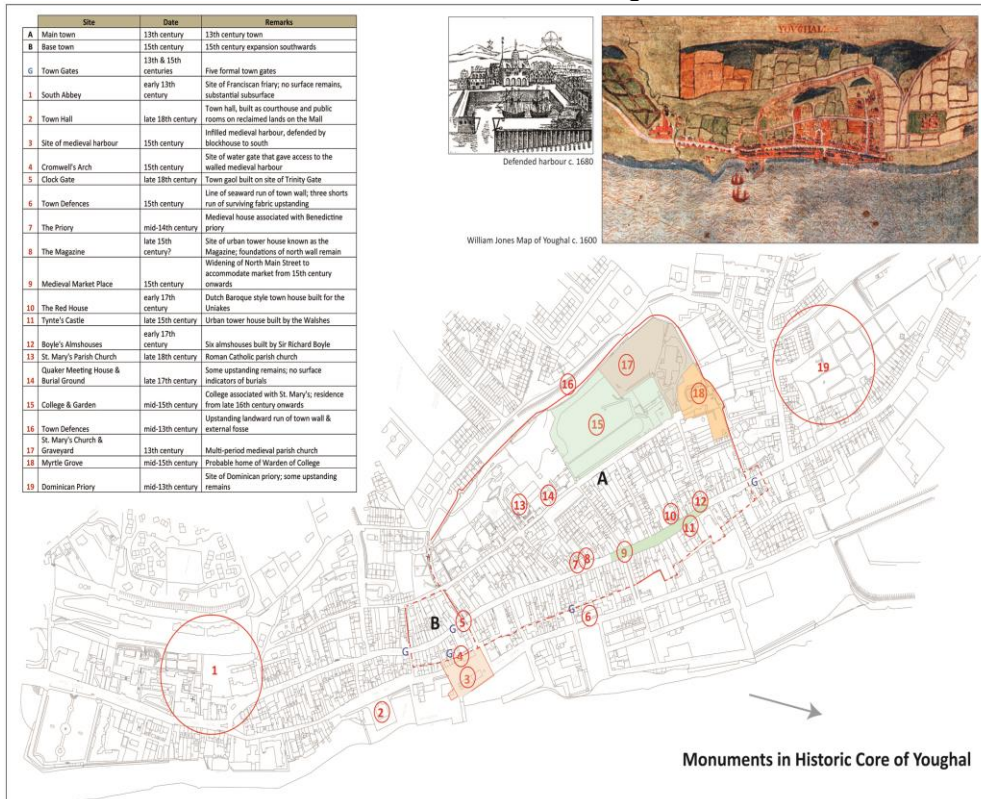 Site Date Remarks
A Main town 13th century 13th century town
B Base town 15th century 15th century expansion southwards
G Town Gates 13th & 15th centuries Five formal town gates
1 South Abbey early 13th century Site of Franciscan friary; no surface remains, substantial subsurface
2 Town Hall late 18th century Town hall, built as courthouse and public rooms on reclaimed lands on the Mall
3 Site of medieval harbour 15th century Infilled medieval harbour, defended by blockhouse to south
4 Cromwell's Arch 15th century Site of water gate that gave access to the walled medieval harbour
5 Clock Gate late 18th century Town gaol built on site of Trinity Gate
6 Town Defences 15th century Line of seaward run of town wall; three shorts run of surviving fabric upstanding
7 The Priory mid-14th century Medieval house associated with Benedictine priory
8 The Magazine late 15th century? Site of urban tower house known as the Magazine; foundations of north wall remain
9 Medieval Market Place 15th century Widening of North Main Street to accommodate market from 15th century onwards
10 The Red House early 17th century Dutch Baroque style town house built for the Uniakes
11 Tynte's Castle late 15th century Urban tower house built by the Walshes
12 Boyle's Almshouses early 17th century Six almshouses built by Sir Richard Boyle
13 St. Mary's Parish Church late 18th century Roman Catholic parish church
14 Quaker Meeting House & Burial Ground late 17th century Some upstanding remains; no surface indicators of burials
15 College & Garden mid-15th century College associated with St. Mary's; residence from late 16th century onwards
16 Town Defences mid-13th century Upstanding landward run of town wall & external fosse
17 St. Mary's Church & Graveyard 13th century Multi-period medieval parish church
18 Myrtle Grove mid-15th century Probable home of Warden of College
19 Dominican Priory mid-13th century Site of Dominican priory; some upstanding remains
Defended harbour c. 1680
YOUGHAL
William Jones Map of Youghal c. 1600
19
17
16
18
15
A
G
14
13
12
10
11
9
8
7
6
G
B
5
G
G
4
G
3
1
2
Monuments in Historic Core of Youghal